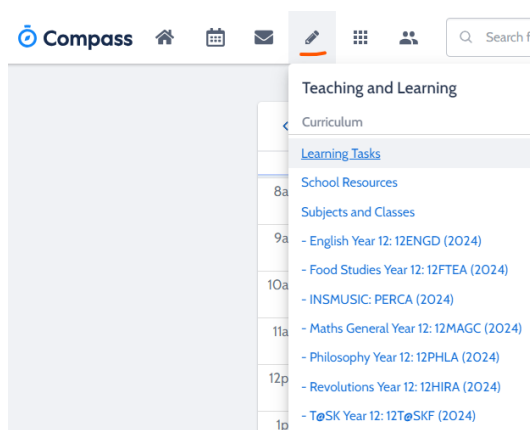 Compass
Search f
Teaching and Learning
Curriculum
Learning Tasks
School Resources
Subjects and Classes
- English Year 12: 12ENGD (2024)
- Food Studies Year 12: 12FTEA (2024)
- INSMUSIC: PERCA (2024)
- Maths General Year 12: 12MAGC (2024)
- Philosophy Year 12: 12PHLA (2024)
- Revolutions Year 12: 12HIRA (2024)
- T@SK Year 12: 12T@SKF (2024)
8a
9a
10a
11a
12p
1p